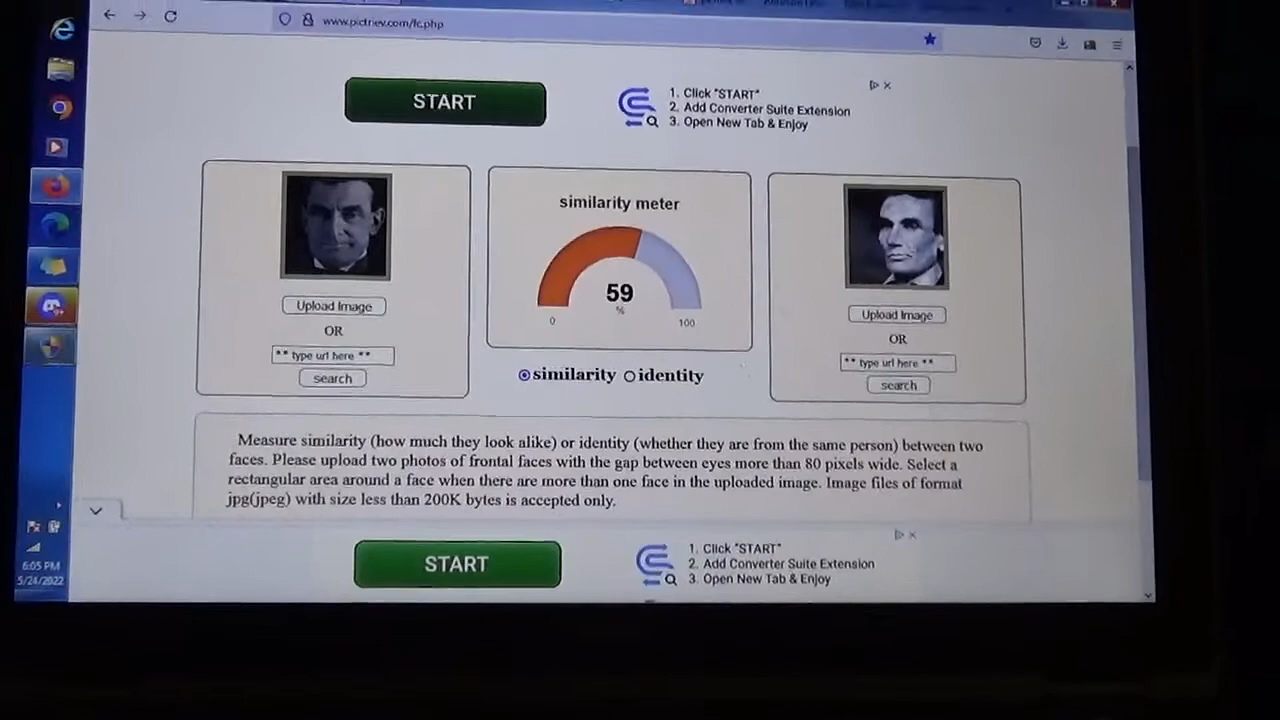 www.pictriev.com/fc.php
START
1. Click "START"
2. Add Converter Suite Extension
3. Open New Tab & Enjoy
similarity meter
59
%
0
100
Upload Image
OR
** type url here **
search
similarity identity
Upload Image
OR
** type url here **
search
Measure similarity (how much they look alike) or identity (whether they are from the same person) between two
faces. Please upload two photos of frontal faces with the gap between eyes more than 80 pixels wide. Select a
rectangular area around a face when there are more than one face in the uploaded image. Image files of format
jpg(jpeg) with size less than 200K bytes is accepted only.
START
1. Click "START"
2. Add Converter Suite Extension
3. Open New Tab & Enjoy
6:05 PM
5/24/2022